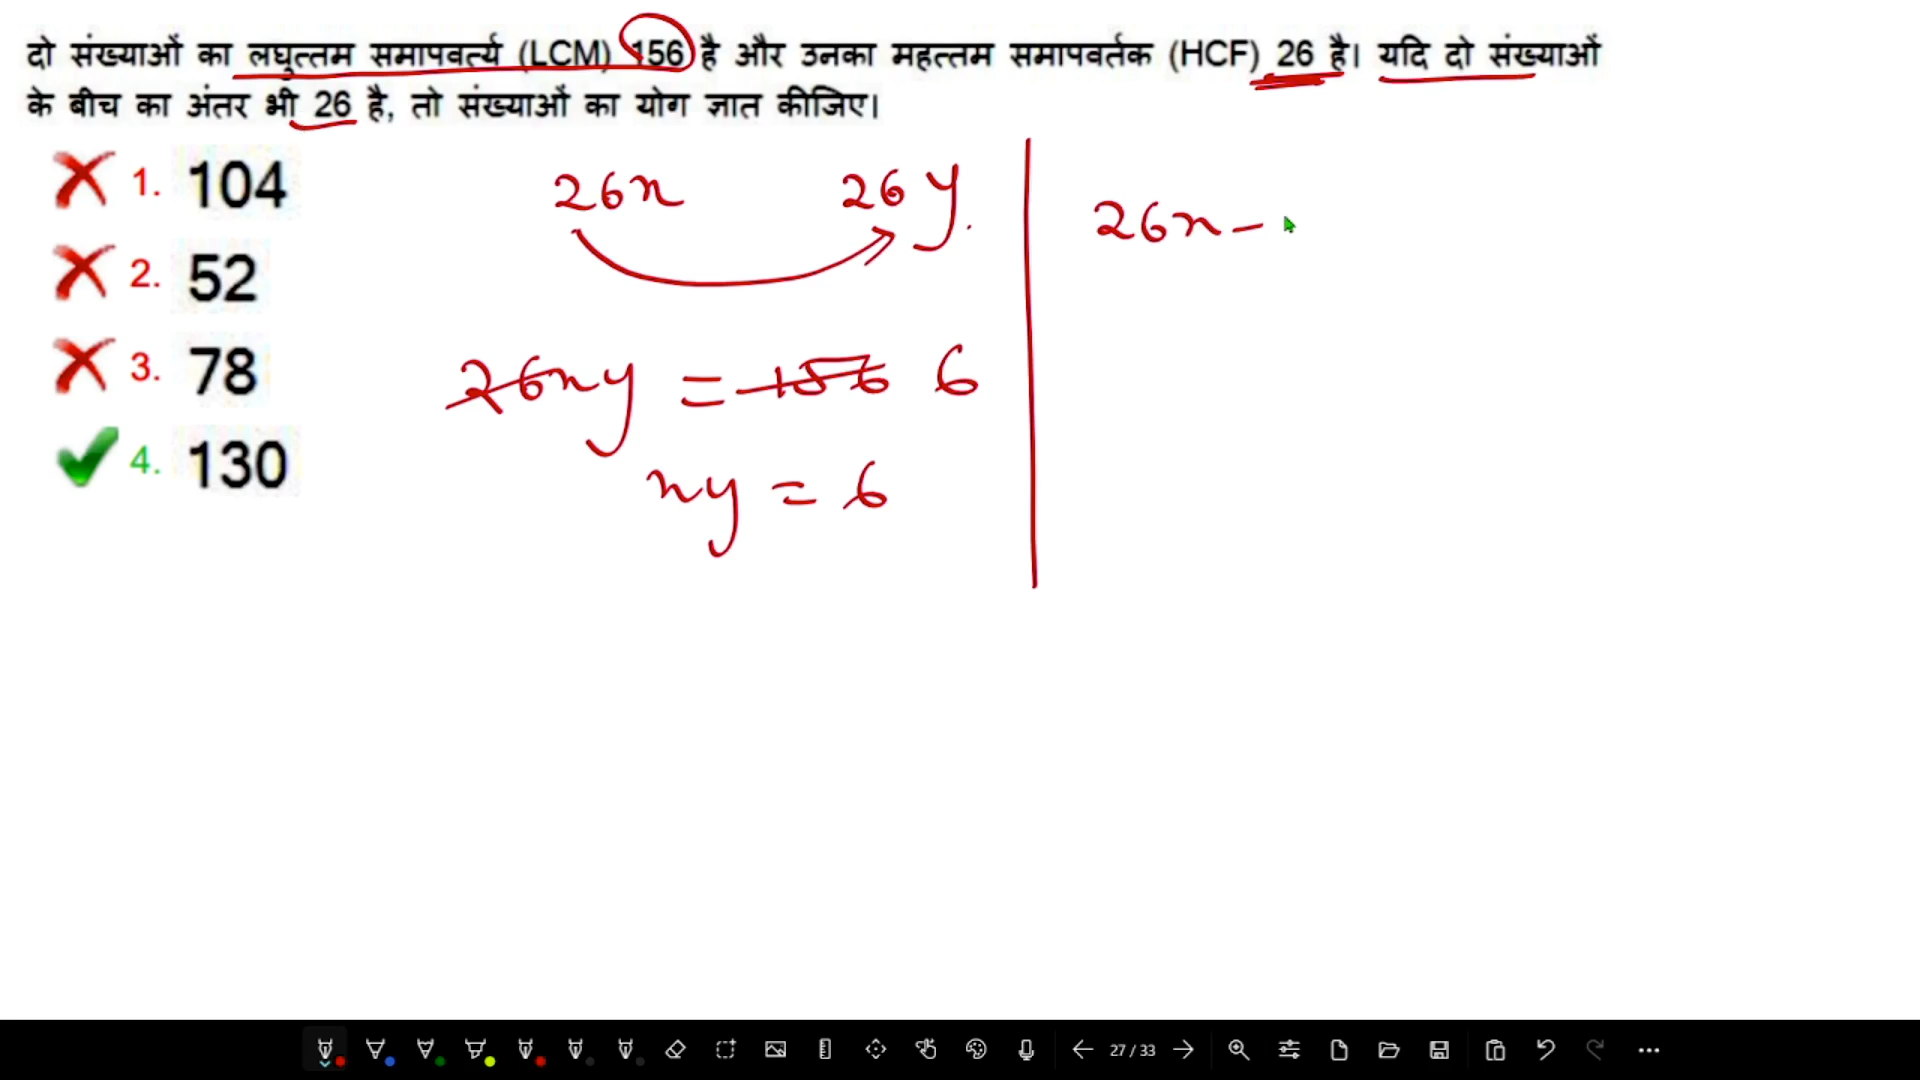 दो संख्याओं का लघुत्तम समापवर्त्य (LCM) 156 है और उनका महत्तम समापवर्तक (HCF) 26 है। यदि दो संख्याओं
के बीच का अंतर भी 26 है, तो संख्याओं का योग ज्ञात कीजिए।
1. 104
2. 52
3. 78
4. 130
26x 26y
26xy = 156 6
xy = 6
26x -
27 / 33